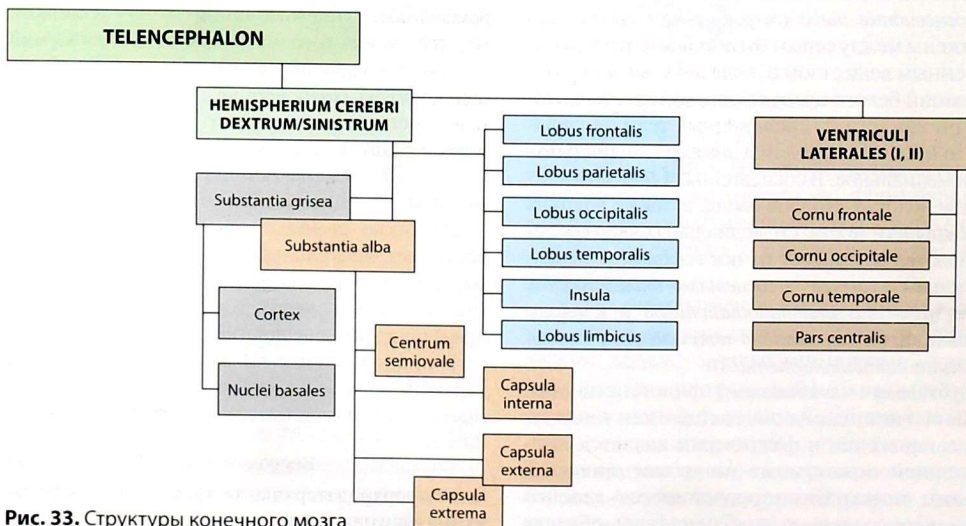 TELENCEPHALON
HEMISPHERIUM CEREBRI
DEXTRUM/SINISTRUM
Substantia grisea
Substantia alba
Cortex
Nuclei basales
Centrum
semiovale
Capsula
interna
Capsula
externa
Capsula
extrema
Lobus frontalis
Lobus parietalis
Lobus occipitalis
Lobus temporalis
Insula
Lobus limbicus
VENTRICULI
LATERALES (I, II)
Cornu frontale
Cornu occipitale
Cornu temporale
Pars centralis
Рис. 33. Структуры конечного мозга